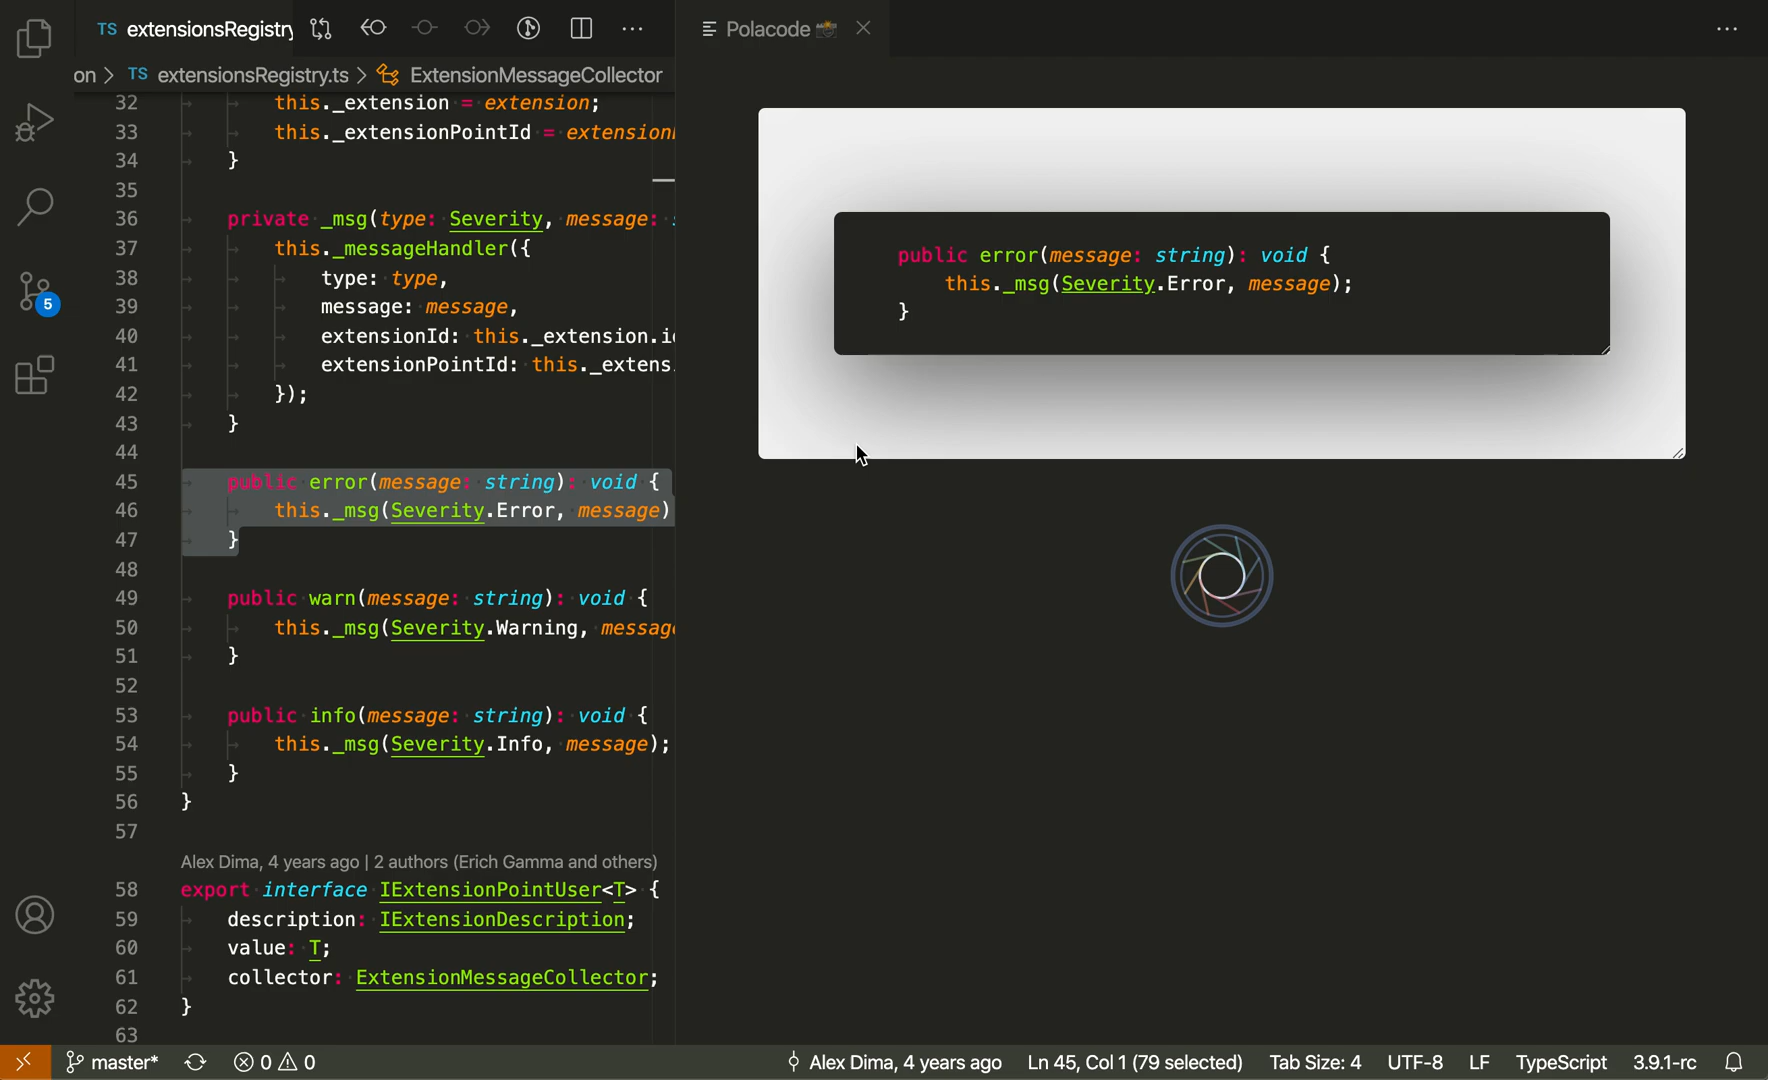 TS extensionsRegistry
Polacode
on > TS extensionsRegistry.ts > ExtensionMessageCollector
32 this._extension = extension;
33 this._extensionPointId = extension
34 }
35
36 private _msg(type: Severity, message:
37 this._messageHandler({
38 type: type,
39 message: message,
40 extensionId: this._extension.i
41 extensionPointId: this._extens
42 });
43 }
44
45 public error(message: string): void {
46 this._msg(Severity.Error, message)
47 }
48
49 public warn(message: string): void {
50 this._msg(Severity.Warning, messag
51 }
52
53 public info(message: string): void {
54 this._msg(Severity.Info, message);
55 }
56 }
57
Alex Dima, 4 years ago | 2 authors (Erich Gamma and others)
58 export interface IExtensionPointUser<T> {
59 description: IExtensionDescription;
60 value: T;
61 collector: ExtensionMessageCollector;
62 }
63
public error(message: string): void {
this._msg(Severity.Error, message);
}
5
master* 0 0 Alex Dima, 4 years ago Ln 45, Col 1 (79 selected) Tab Size: 4 UTF-8 LF TypeScript 3.9.1-rc